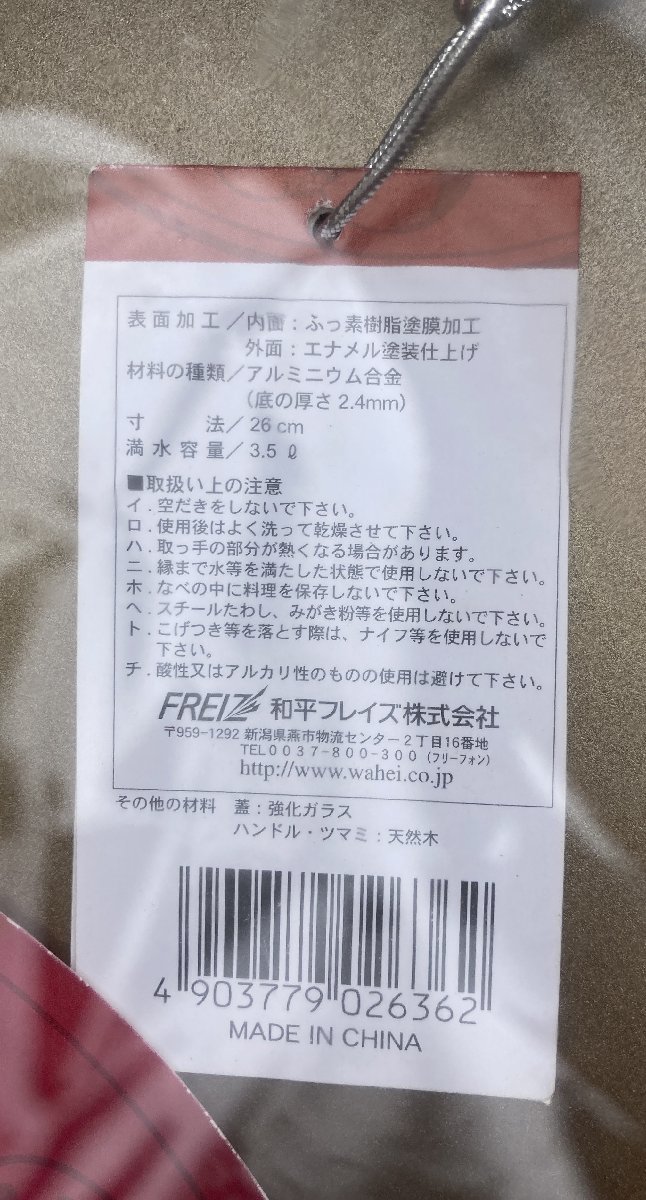 表面加工／内面：ふっ素樹脂塗膜加工
外面：エナメル塗装仕上げ
材料の種類／アルミニウム合金
（底の厚さ 2.4mm）
寸法／26 cm
満水容量／3.5 ℓ
■取扱い上の注意
イ．空だきをしないで下さい。
ロ．使用後はよく洗って乾燥させて下さい。
ハ．取っ手の部分が熱くなる場合があります。
ニ．縁まで水等を満たした状態で使用しないで下さい。
ホ．なべの中に料理を保存しないで下さい。
ヘ．スチールたわし、みがき粉等を使用しないで下さい。
ト．こげつき等を落とす際は、ナイフ等を使用しないで
下さい。
チ．酸性又はアルカリ性のものの使用は避けて下さい。
FREIZ 和平フレイズ株式会社
〒959-1292 新潟県燕市物流センター2丁目16番地
TEL0037-800-300（フリーフォン）
http://www.wahei.co.jp
その他の材料 蓋：強化ガラス
ハンドル・ツマミ：天然木
4 903779 026362
MADE IN CHINA